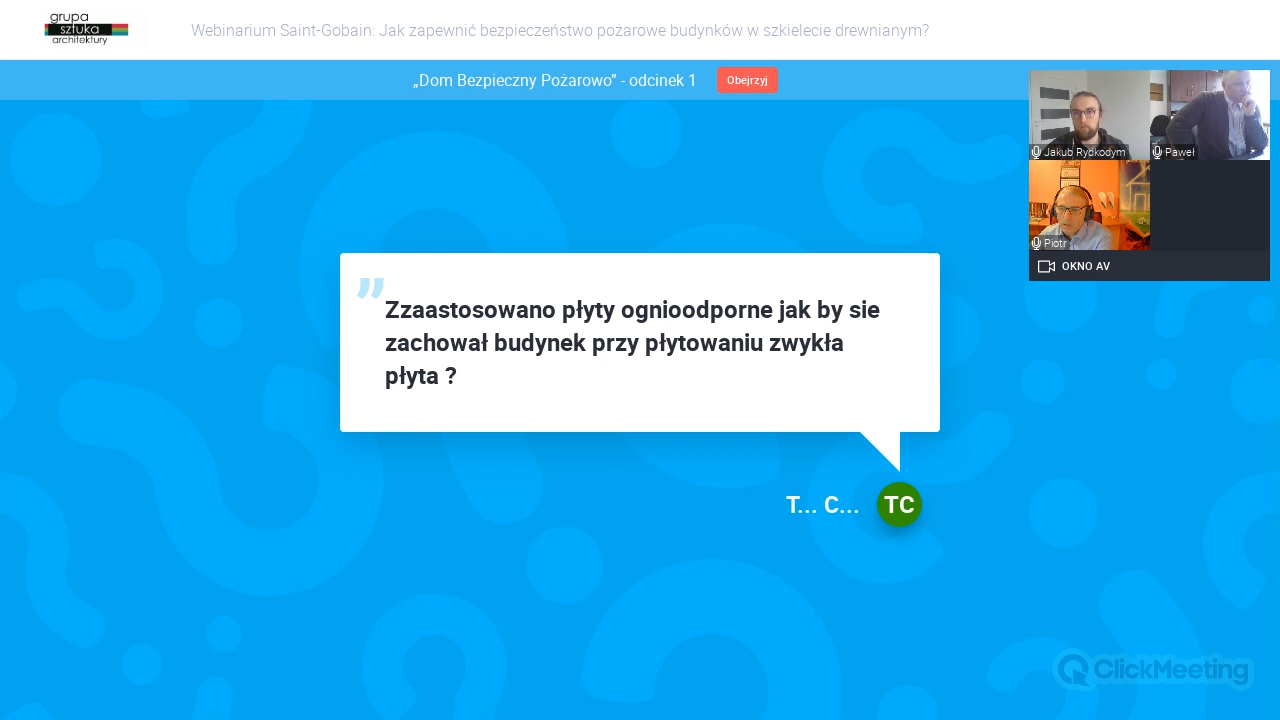 grupa
sztuka
architektury
Webinarium Saint-Gobain: Jak zapewnić bezpieczeństwo pożarowe budynków w szkielecie drewnianym?
„Dom Bezpieczny Pożarowo” - odcinek 1
Obejrzyj
Jakub Rydkodym
Paweł
Piotr
OKNO AV
Zzaastosowano płyty ognioodporne jak by sie
zachował budynek przy płytowaniu zwykła
płyta ?
T... C...
TC
ClickMeeting